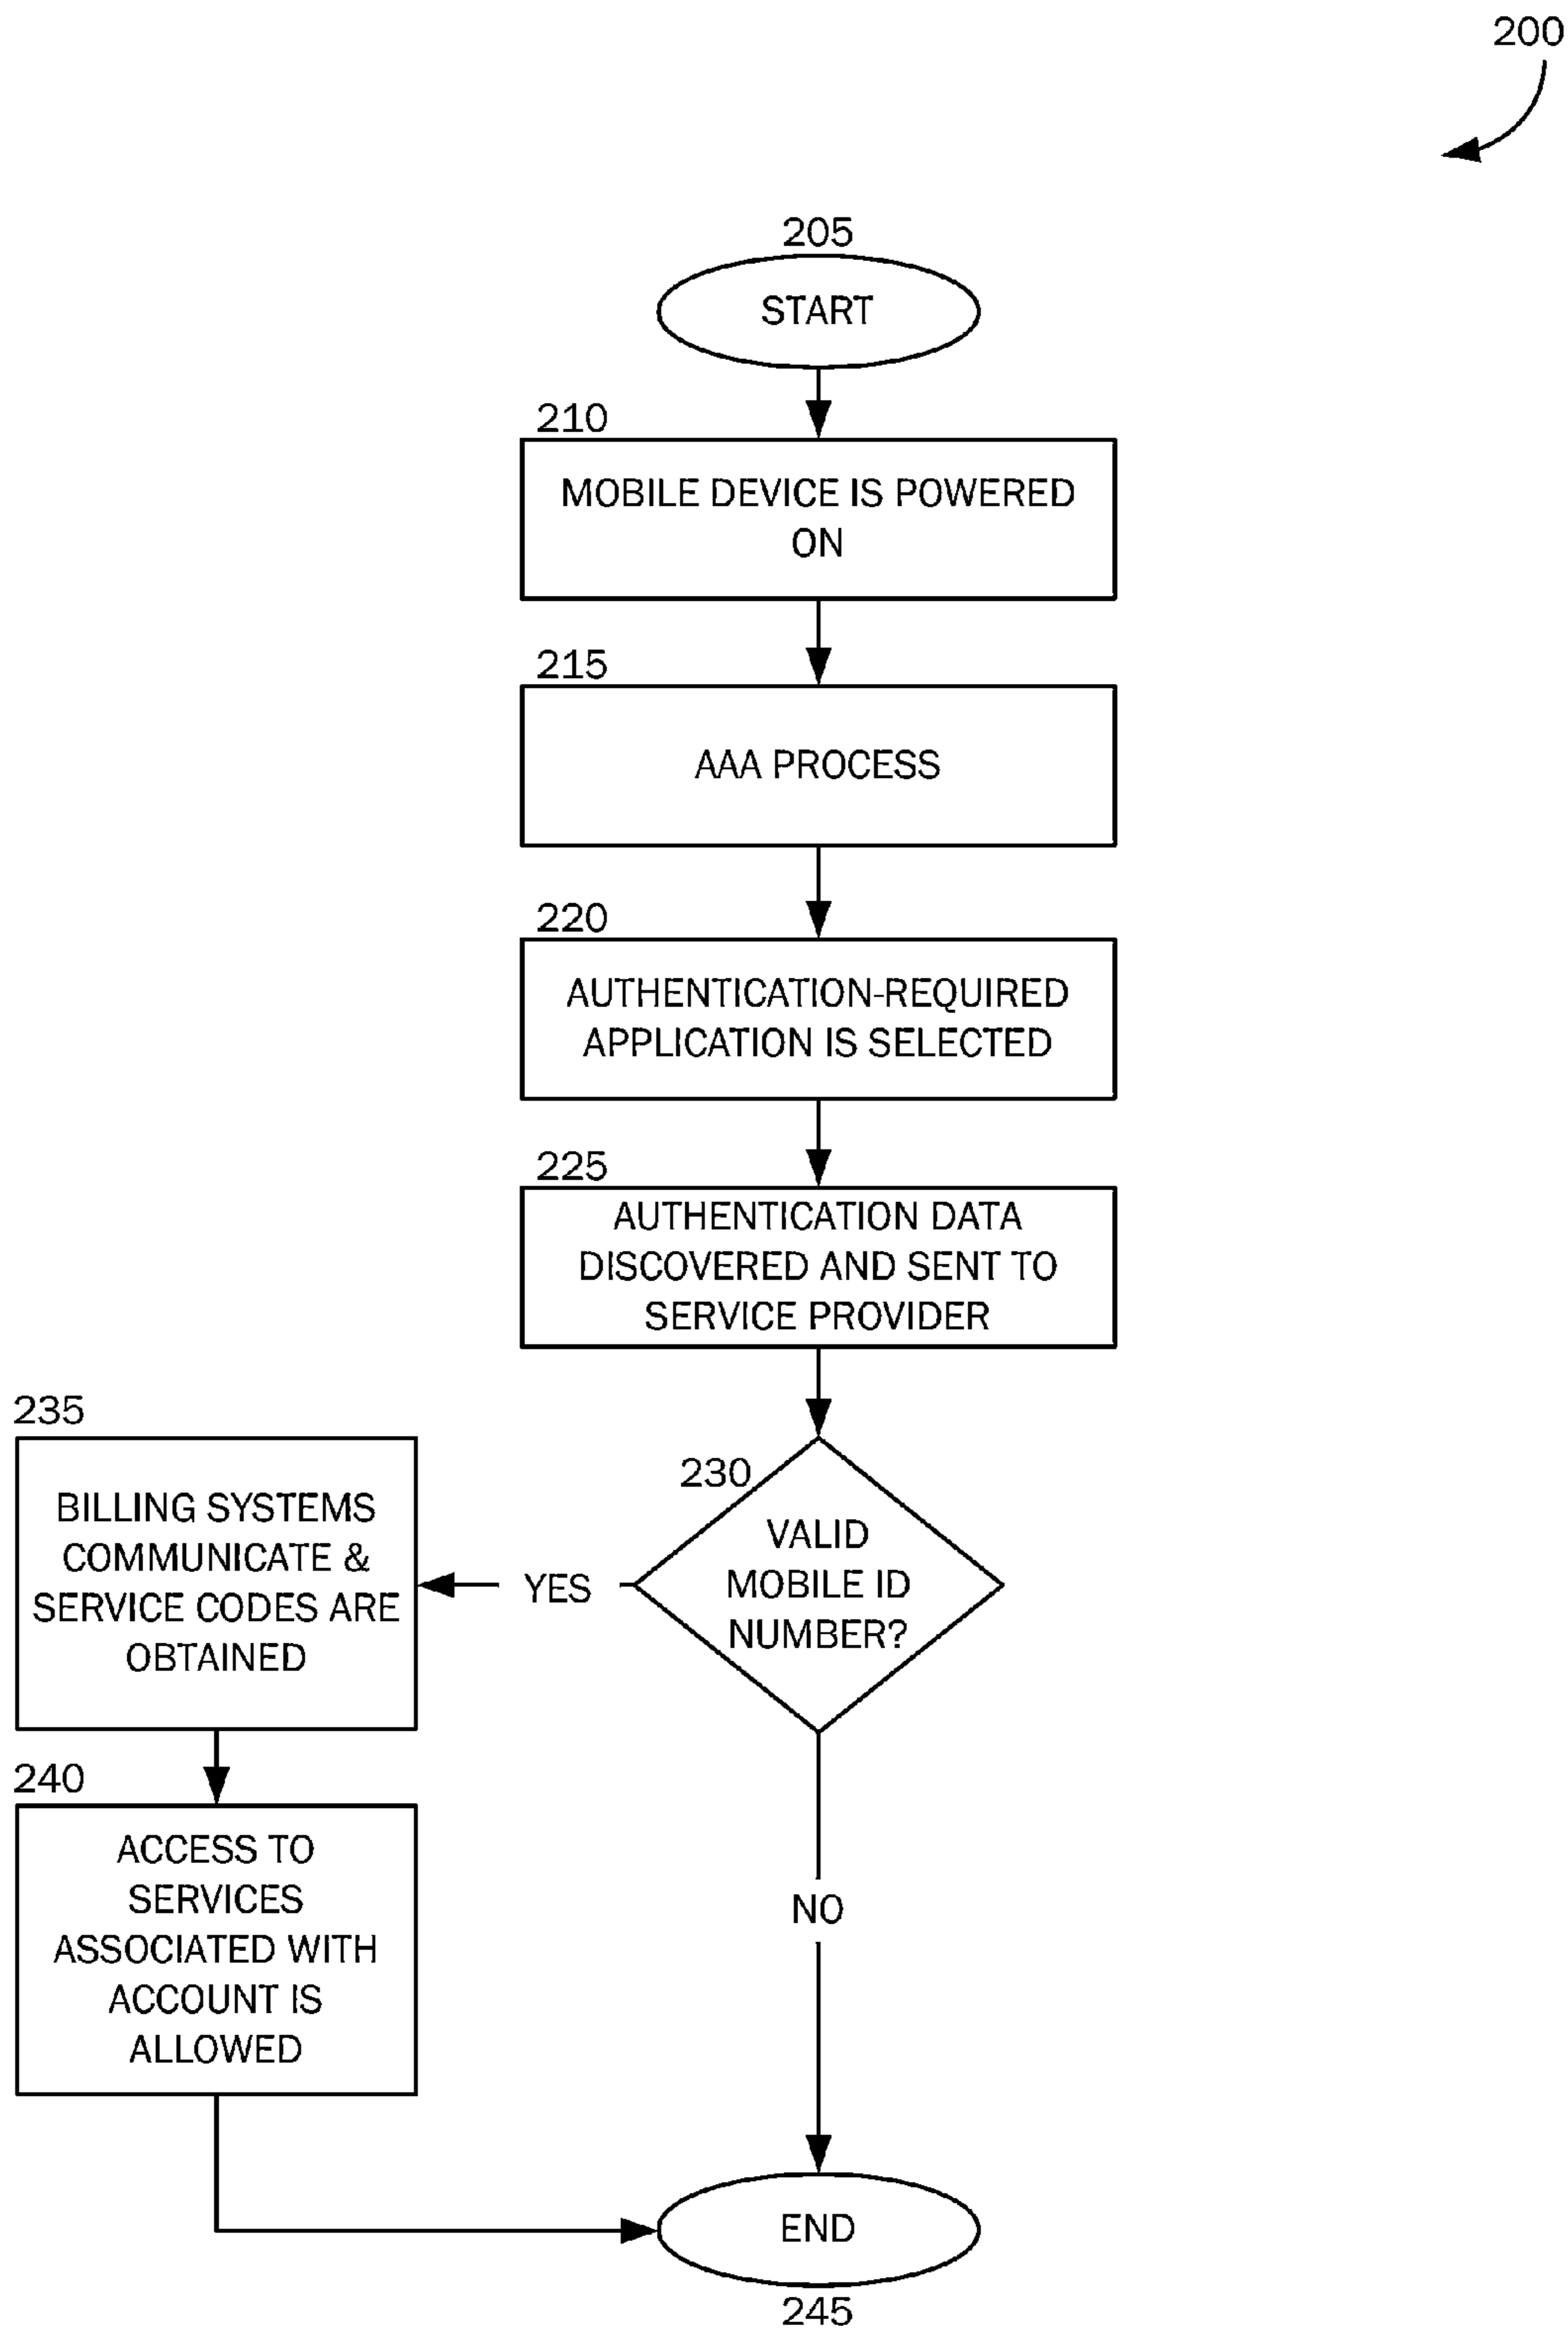 200
205
START
210
MOBILE DEVICE IS POWERED
ON
215
AAA PROCESS
220
AUTHENTICATION-REQUIRED
APPLICATION IS SELECTED
225
AUTHENTICATION DATA
DISCOVERED AND SENT TO
SERVICE PROVIDER
230
VALID
MOBILE ID
NUMBER?
YES
235
BILLING SYSTEMS
COMMUNICATE &
SERVICE CODES ARE
OBTAINED
240
ACCESS TO
SERVICES
ASSOCIATED WITH
ACCOUNT IS
ALLOWED
NO
END
245